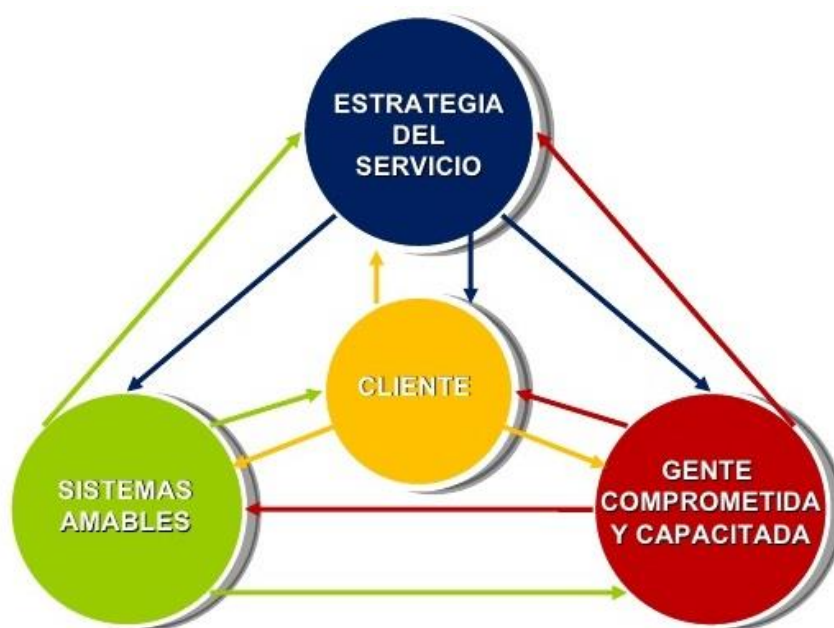 ESTRATEGIA
DEL
SERVICIO
CLIENTE
SISTEMAS
AMABLES
GENTE
COMPROMETIDA
Y CAPACITADA